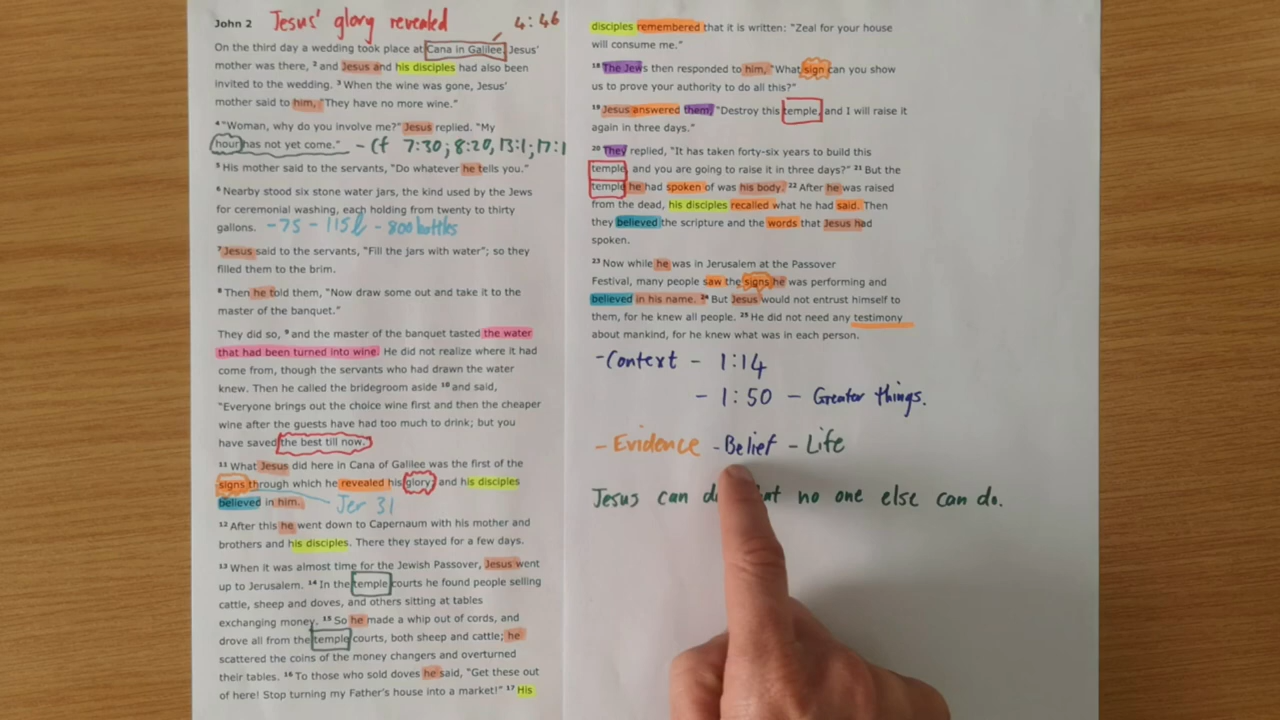 John 2 Jesus' glory revealed 4:46
On the third day a wedding took place at Cana in Galilee. Jesus'
mother was there, ² and Jesus and his disciples had also been
invited to the wedding. ³ When the wine was gone, Jesus'
mother said to him, "They have no more wine."
⁴ "Woman, why do you involve me?" Jesus replied. "My
hour has not yet come." - Cf 7:30; 8:20, 13:1; 17:1
⁵ His mother said to the servants, "Do whatever he tells you."
⁶ Nearby stood six stone water jars, the kind used by the Jews
for ceremonial washing, each holding from twenty to thirty
gallons. - 75 - 115l - 800 bottles
⁷ Jesus said to the servants, "Fill the jars with water"; so they
filled them to the brim.
⁸ Then he told them, "Now draw some out and take it to the
master of the banquet."
They did so, ⁹ and the master of the banquet tasted the water
that had been turned into wine. He did not realize where it had
come from, though the servants who had drawn the water
knew. Then he called the bridegroom aside ¹⁰ and said,
"Everyone brings out the choice wine first and then the cheaper
wine after the guests have had too much to drink; but you
have saved the best till now."
¹¹ What Jesus did here in Cana of Galilee was the first of the
signs through which he revealed his glory; and his disciples
believed in him. Jer 31
¹² After this he went down to Capernaum with his mother and
brothers and his disciples. There they stayed for a few days.
¹³ When it was almost time for the Jewish Passover, Jesus went
up to Jerusalem. ¹⁴ In the temple courts he found people selling
cattle, sheep and doves, and others sitting at tables
exchanging money. ¹⁵ So he made a whip out of cords, and
drove all from the temple courts, both sheep and cattle; he
scattered the coins of the money changers and overturned
their tables. ¹⁶ To those who sold doves he said, "Get these out
of here! Stop turning my Father's house into a market!" ¹⁷ His
disciples remembered that it is written: "Zeal for your house
will consume me."
¹⁸ The Jews then responded to him, "What sign can you show
us to prove your authority to do all this?"
¹⁹ Jesus answered them, "Destroy this temple, and I will raise it
again in three days."
²⁰ They replied, "It has taken forty-six years to build this
temple, and you are going to raise it in three days?" ²¹ But the
temple he had spoken of was his body. ²² After he was raised
from the dead, his disciples recalled what he had said. Then
they believed the scripture and the words that Jesus had
spoken.
²³ Now while he was in Jerusalem at the Passover
Festival, many people saw the signs he was performing and
believed in his name. ²⁴ But Jesus would not entrust himself to
them, for he knew all people. ²⁵ He did not need any testimony
about mankind, for he knew what was in each person.
- Context - 1:14
- 1:50 - Greater things.
- Evidence - Belief - Life
Jesus can no one else can do.